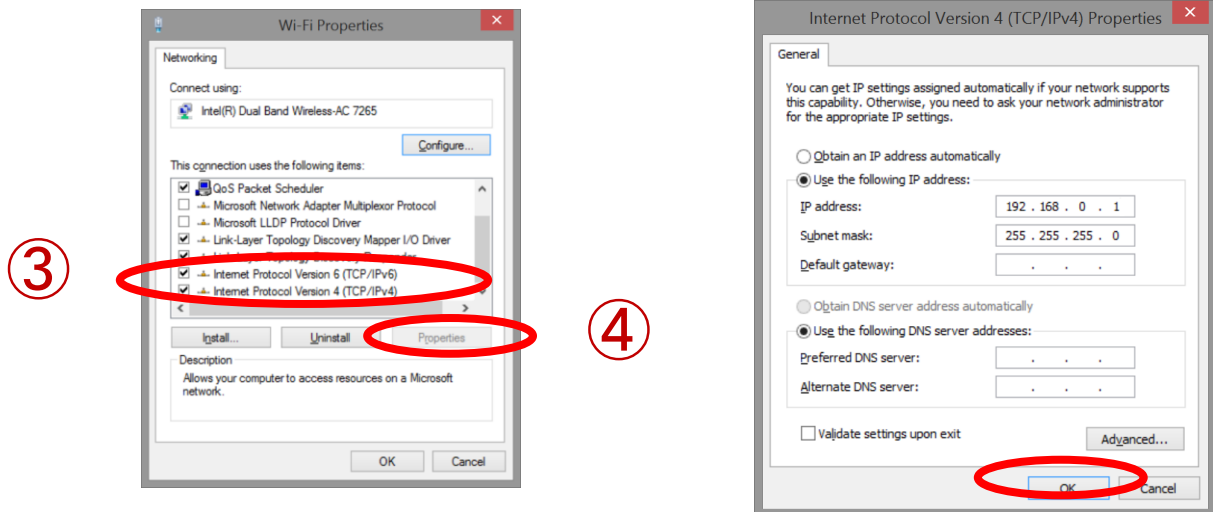 Wi-Fi Properties
Networking
Connect using:
Intel(R) Dual Band Wireless-AC 7265
Configure...
This connection uses the following items:
QoS Packet Scheduler
Microsoft Network Adapter Multiplexor Protocol
Microsoft LLDP Protocol Driver
Link-Layer Topology Discovery Mapper I/O Driver
Link-Layer Topology Discovery Responder
Internet Protocol Version 6 (TCP/IPv6)
Internet Protocol Version 4 (TCP/IPv4)
③
Install...
Uninstall
Properties
Description
Allows your computer to access resources on a Microsoft
network.
OK
Cancel
④
Internet Protocol Version 4 (TCP/IPv4) Properties
General
You can get IP settings assigned automatically if your network supports
this capability. Otherwise, you need to ask your network administrator
for the appropriate IP settings.
Obtain an IP address automatically
Use the following IP address:
IP address: 192 . 168 . 0 . 1
Subnet mask: 255 . 255 . 255 . 0
Default gateway: . . .
Obtain DNS server address automatically
Use the following DNS server addresses:
Preferred DNS server: . . .
Alternate DNS server: . . .
Validate settings upon exit
Advanced...
OK
Cancel